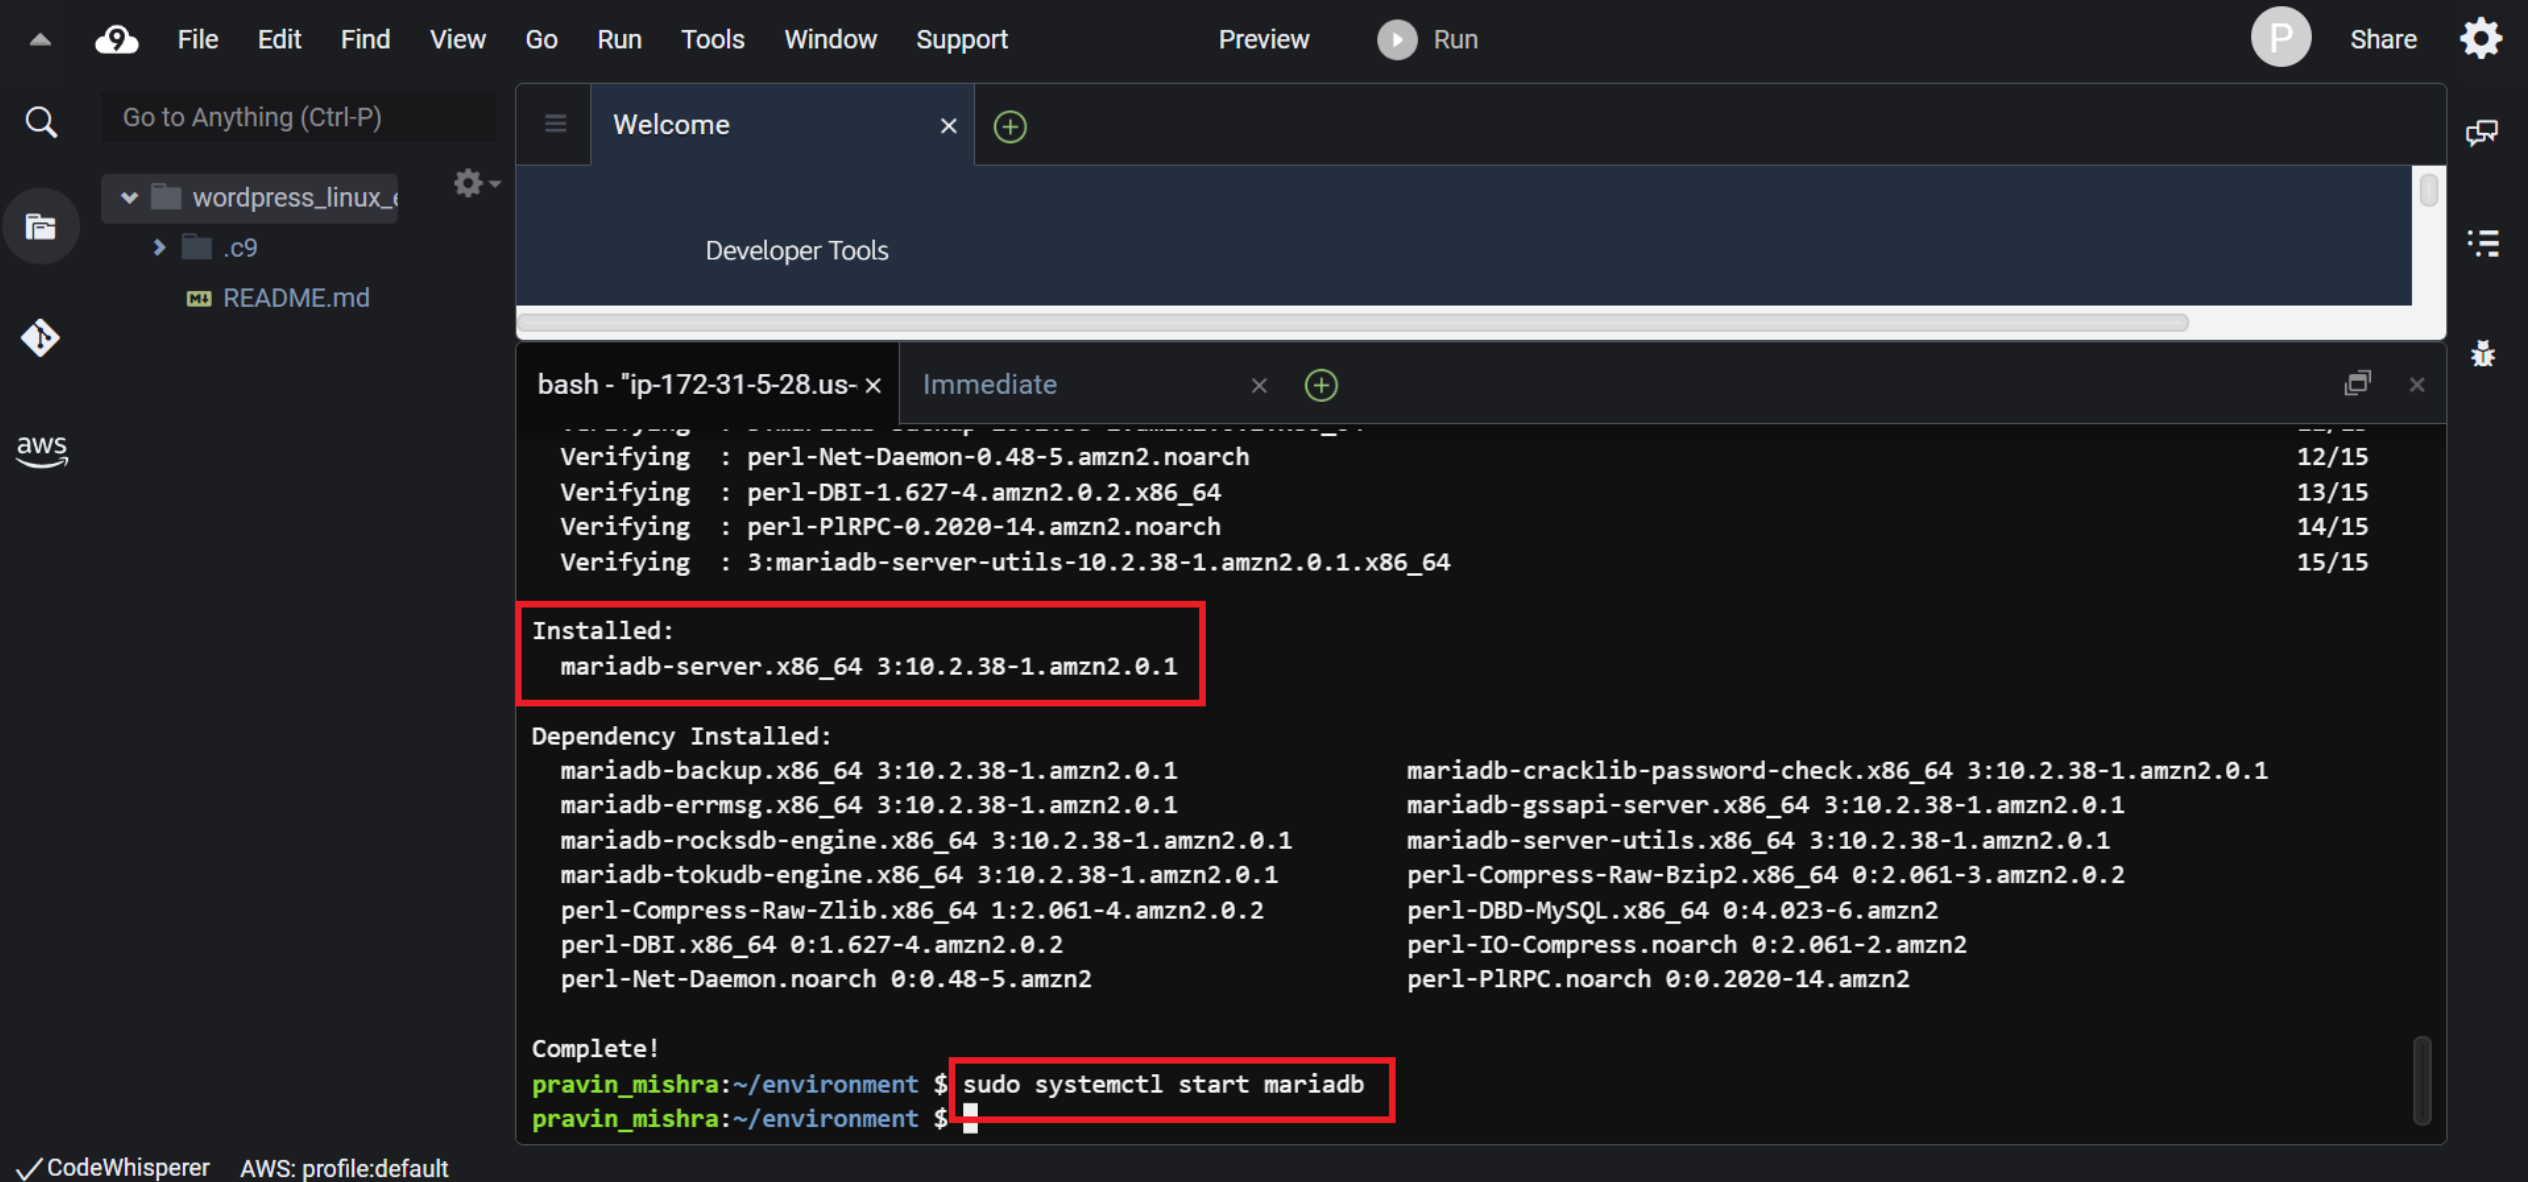 9 File Edit Find View Go Run Tools Window Support Preview Run P Share
Go to Anything (Ctrl-P)
wordpress_linux_
.c9
M↓ README.md
aws
Welcome
Developer Tools
bash - "ip-172-31-5-28.us- Immediate
Verifying :
Verifying : perl-Net-Daemon-0.48-5.amzn2.noarch 12/15
Verifying : perl-DBI-1.627-4.amzn2.0.2.x86_64 13/15
Verifying : perl-PlRPC-0.2020-14.amzn2.noarch 14/15
Verifying : 3:mariadb-server-utils-10.2.38-1.amzn2.0.1.x86_64 15/15
Installed:
mariadb-server.x86_64 3:10.2.38-1.amzn2.0.1
Dependency Installed:
mariadb-backup.x86_64 3:10.2.38-1.amzn2.0.1 mariadb-cracklib-password-check.x86_64 3:10.2.38-1.amzn2.0.1
mariadb-errmsg.x86_64 3:10.2.38-1.amzn2.0.1 mariadb-gssapi-server.x86_64 3:10.2.38-1.amzn2.0.1
mariadb-rocksdb-engine.x86_64 3:10.2.38-1.amzn2.0.1 mariadb-server-utils.x86_64 3:10.2.38-1.amzn2.0.1
mariadb-tokudb-engine.x86_64 3:10.2.38-1.amzn2.0.1 perl-Compress-Raw-Bzip2.x86_64 0:2.061-3.amzn2.0.2
perl-Compress-Raw-Zlib.x86_64 1:2.061-4.amzn2.0.2 perl-DBD-MySQL.x86_64 0:4.023-6.amzn2
perl-DBI.x86_64 0:1.627-4.amzn2.0.2 perl-IO-Compress.noarch 0:2.061-2.amzn2
perl-Net-Daemon.noarch 0:0.48-5.amzn2 perl-PlRPC.noarch 0:0.2020-14.amzn2
Complete!
pravin_mishra:~/environment $ sudo systemctl start mariadb
pravin_mishra:~/environment $
CodeWhisperer AWS: profile:default